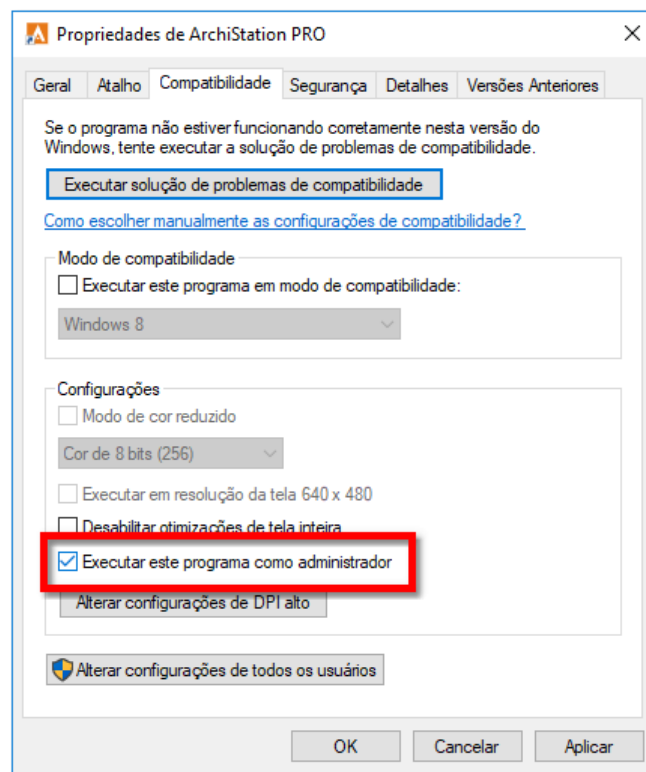 Propriedades de ArchiStation PRO
Geral Atalho Compatibilidade Segurança Detalhes Versões Anteriores
Se o programa não estiver funcionando corretamente nesta versão do
Windows, tente executar a solução de problemas de compatibilidade.
Executar solução de problemas de compatibilidade
Como escolher manualmente as configurações de compatibilidade?
Modo de compatibilidade
Executar este programa em modo de compatibilidade:
Windows 8
Configurações
Modo de cor reduzido
Cor de 8 bits (256)
Executar em resolução da tela 640 x 480
Desabilitar otimizações de tela inteira
Executar este programa como administrador
Alterar configurações de DPI alto
Alterar configurações de todos os usuários
OK Cancelar Aplicar